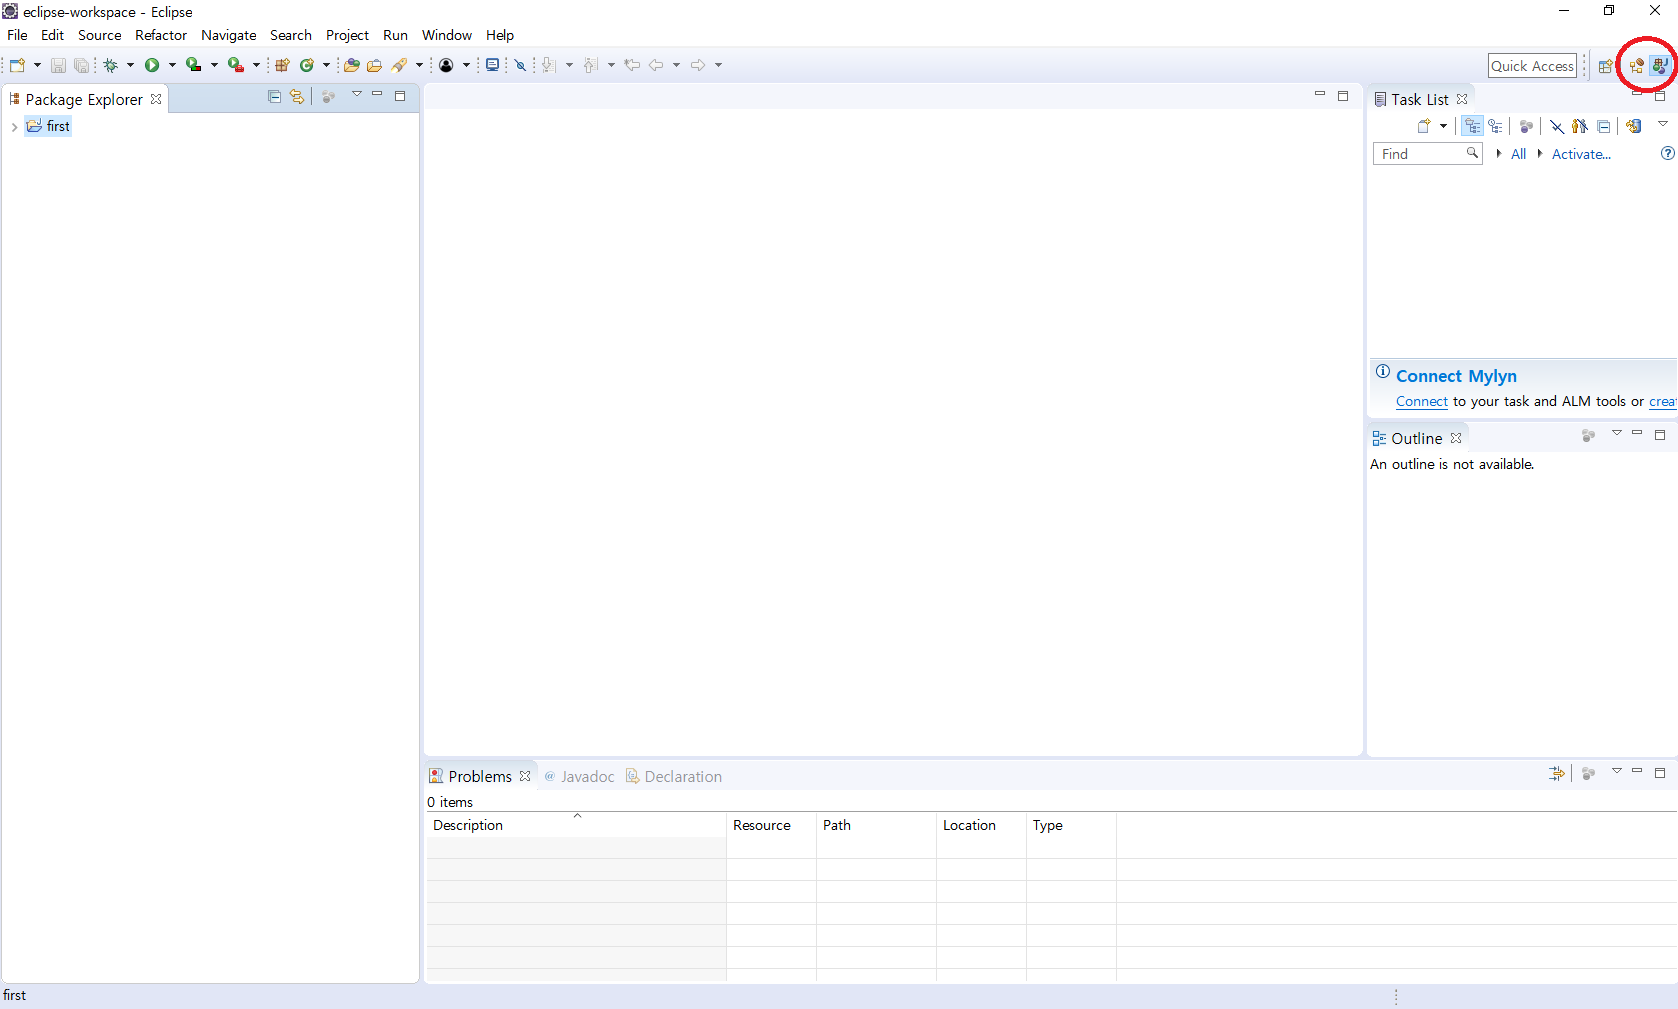 eclipse-workspace - Eclipse
File Edit Source Refactor Navigate Search Project Run Window Help
Quick Access
Package Explorer
first
Task List
Find All Activate...
Connect Mylyn
Connect to your task and ALM tools or crea
Outline
An outline is not available.
Problems @ Javadoc Declaration
0 items
Description Resource Path Location Type
first